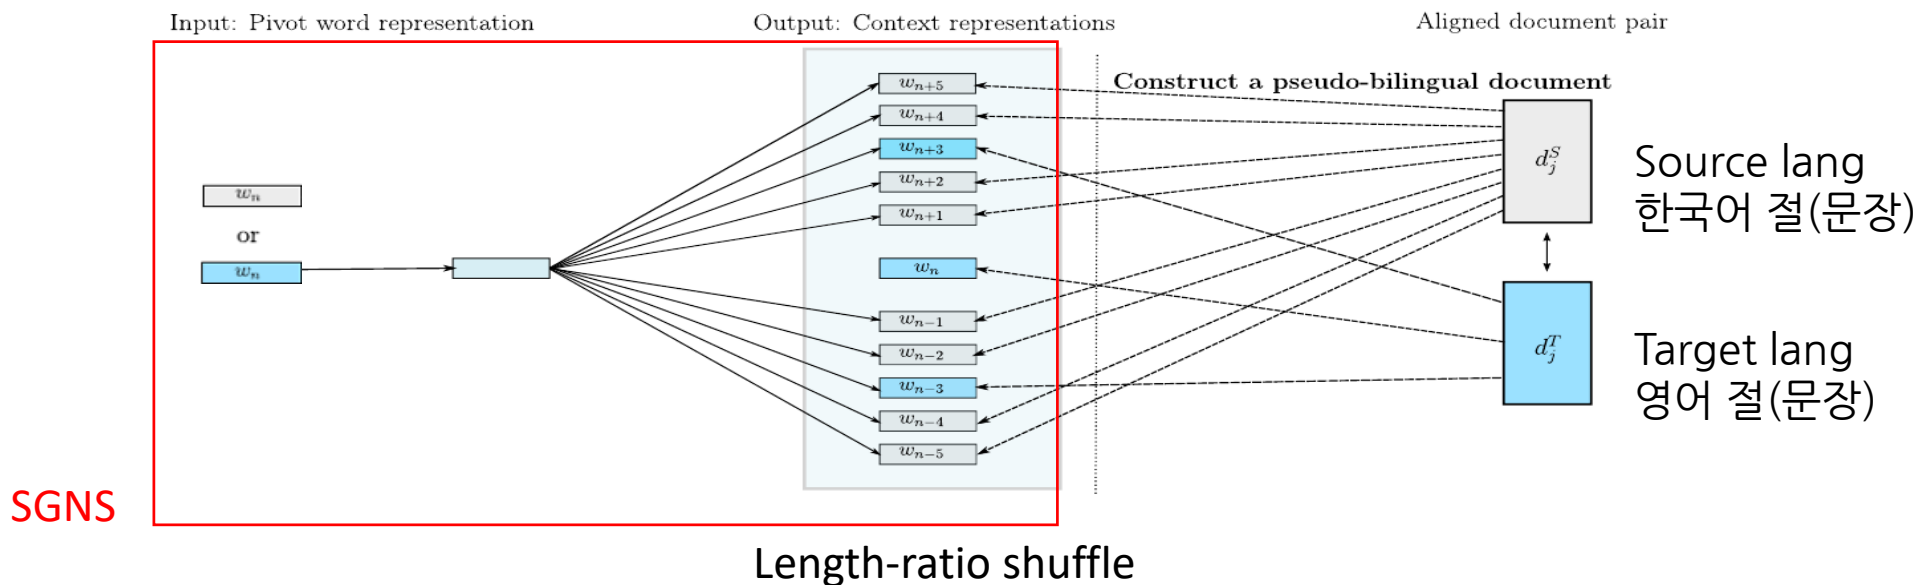 Input: Pivot word representation
Output: Context representations
Aligned document pair
Construct a pseudo-bilingual document
w_{n+5}
w_{n+4}
w_{n+3}
w_{n+2}
w_{n+1}
w_n
w_{n-1}
w_{n-2}
w_{n-3}
w_{n-4}
w_{n-5}
w_n
or
w_n
d_j^S
Source lang
한국어 절(문장)
d_j^T
Target lang
영어 절(문장)
SGNS
Length-ratio shuffle